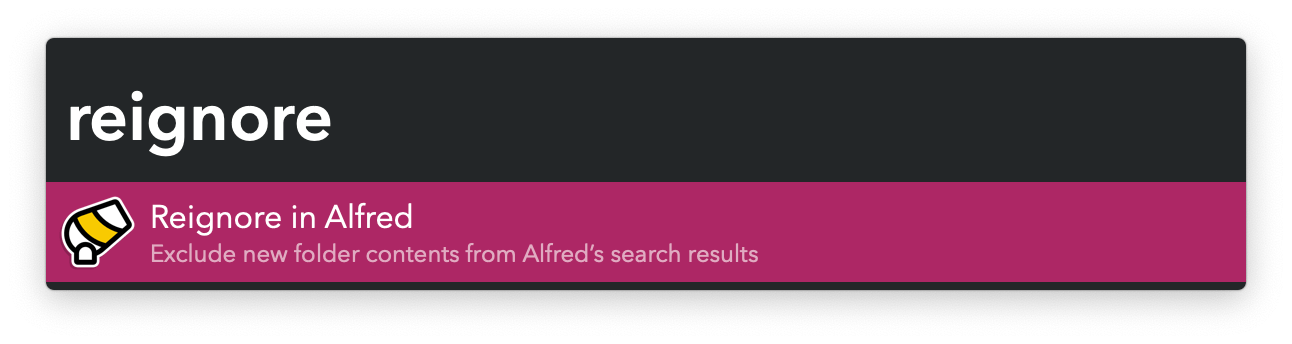 reignore
Reignore in Alfred
Exclude new folder contents from Alfred’s search results